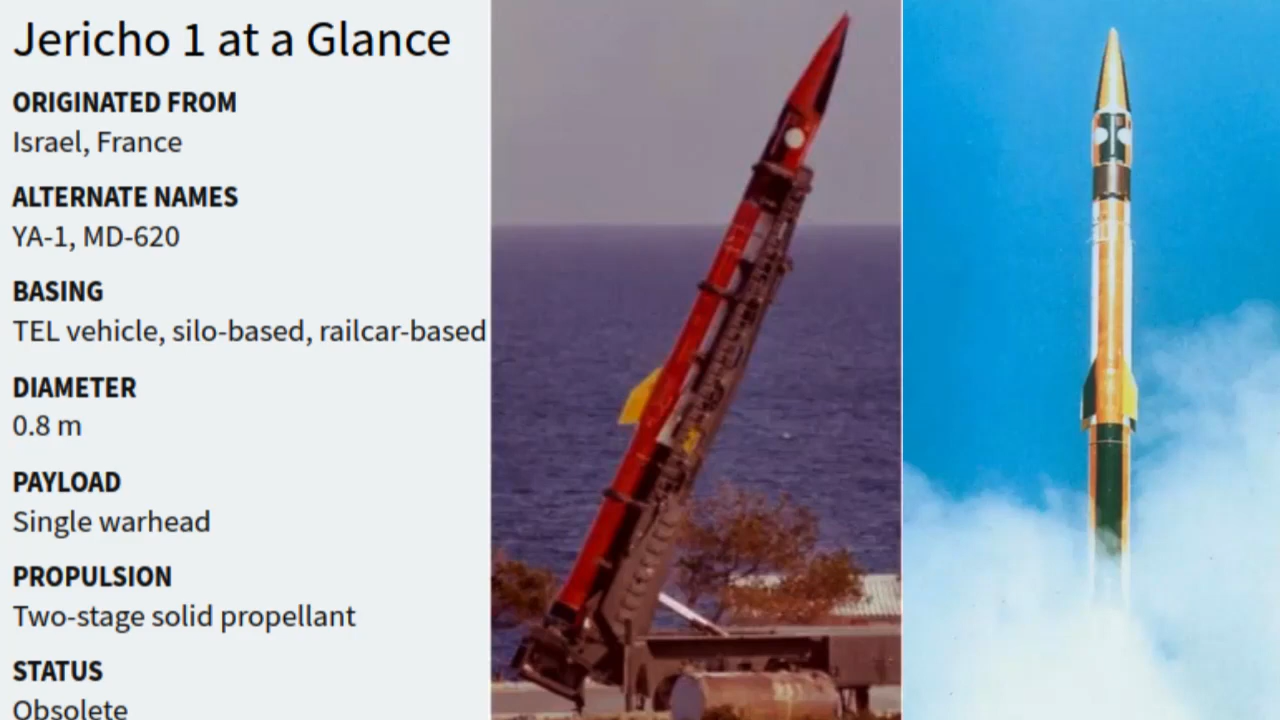 Jericho 1 at a Glance
ORIGINATED FROM
Israel, France
ALTERNATE NAMES
YA-1, MD-620
BASING
TEL vehicle, silo-based, railcar-based
DIAMETER
0.8 m
PAYLOAD
Single warhead
PROPULSION
Two-stage solid propellant
STATUS
Obsolete